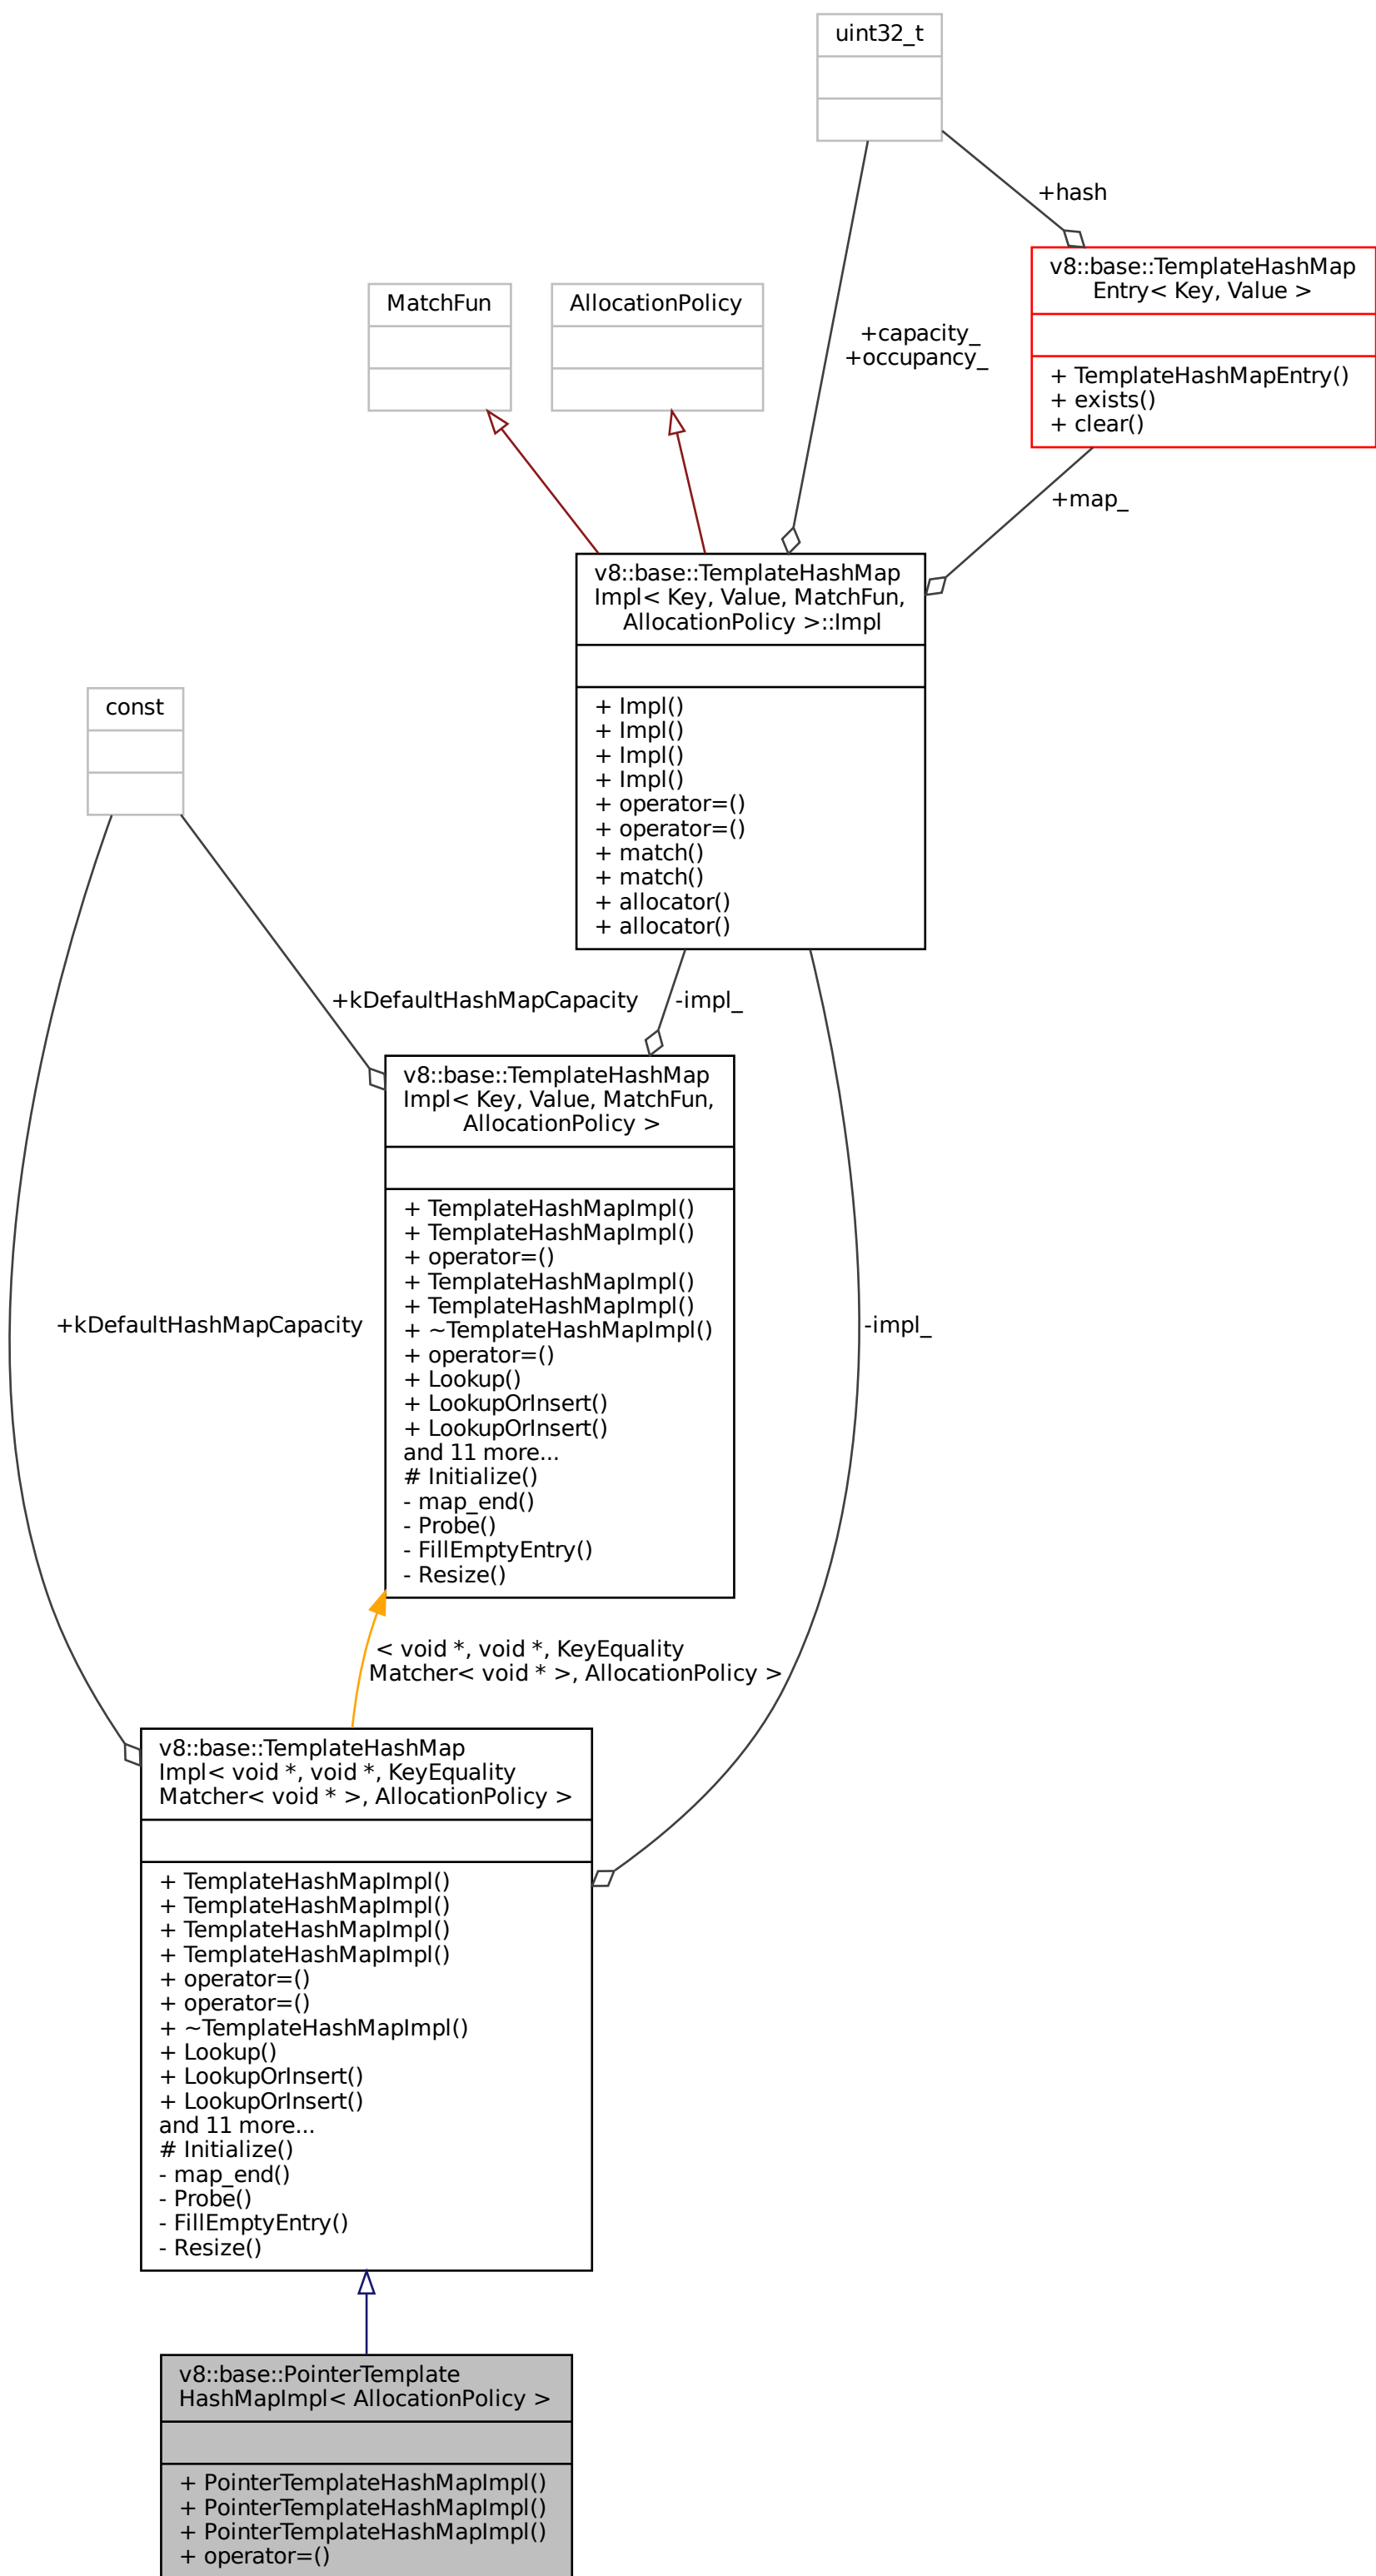 uint32_t
+hash
v8::base::TemplateHashMap
Entry< Key, Value >
+ TemplateHashMapEntry()
+ exists()
+ clear()
MatchFun
AllocationPolicy
+capacity_
+occupancy_
+map_
v8::base::TemplateHashMap
Impl< Key, Value, MatchFun,
AllocationPolicy >::Impl
+ Impl()
+ Impl()
+ Impl()
+ Impl()
+ operator=()
+ operator=()
+ match()
+ match()
+ allocator()
+ allocator()
const
+kDefaultHashMapCapacity
-impl_
v8::base::TemplateHashMap
Impl< Key, Value, MatchFun,
AllocationPolicy >
+ TemplateHashMapImpl()
+ TemplateHashMapImpl()
+ operator=()
+ TemplateHashMapImpl()
+ TemplateHashMapImpl()
+ ~TemplateHashMapImpl()
+ operator=()
+ Lookup()
+ LookupOrInsert()
+ LookupOrInsert()
and 11 more...
# Initialize()
- map_end()
- Probe()
- FillEmptyEntry()
- Resize()
+kDefaultHashMapCapacity
-impl_
< void *, void *, KeyEquality
Matcher< void * >, AllocationPolicy >
v8::base::TemplateHashMap
Impl< void *, void *, KeyEquality
Matcher< void * >, AllocationPolicy >
+ TemplateHashMapImpl()
+ TemplateHashMapImpl()
+ TemplateHashMapImpl()
+ TemplateHashMapImpl()
+ operator=()
+ operator=()
+ ~TemplateHashMapImpl()
+ Lookup()
+ LookupOrInsert()
+ LookupOrInsert()
and 11 more...
# Initialize()
- map_end()
- Probe()
- FillEmptyEntry()
- Resize()
v8::base::PointerTemplate
HashMapImpl< AllocationPolicy >
+ PointerTemplateHashMapImpl()
+ PointerTemplateHashMapImpl()
+ PointerTemplateHashMapImpl()
+ operator=()